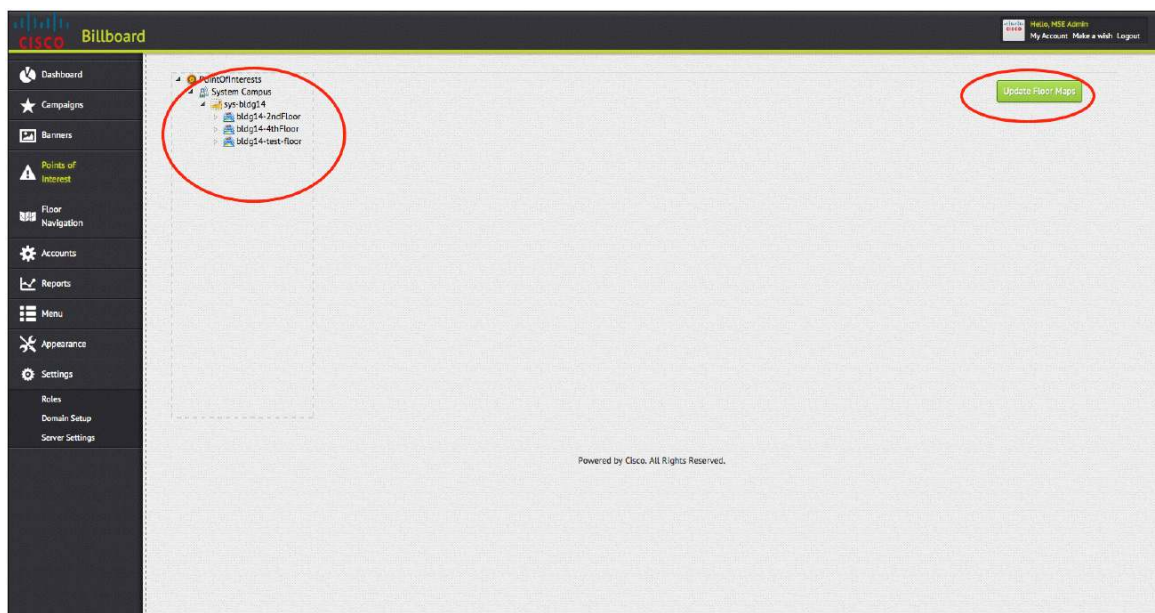 CISCO Billboard
Hello, MSE Admin
My Account Make a wish Logout
Dashboard
Campaigns
Banners
Points of
Interest
Floor
Navigation
Accounts
Reports
Menu
Appearance
Settings
Roles
Domain Setup
Server Settings
PointOfInterests
System Campus
sys-bldg14
bldg14-2ndFloor
bldg14-4thFloor
bldg14-test-floor
Update Floor Maps
Powered by Cisco. All Rights Reserved.